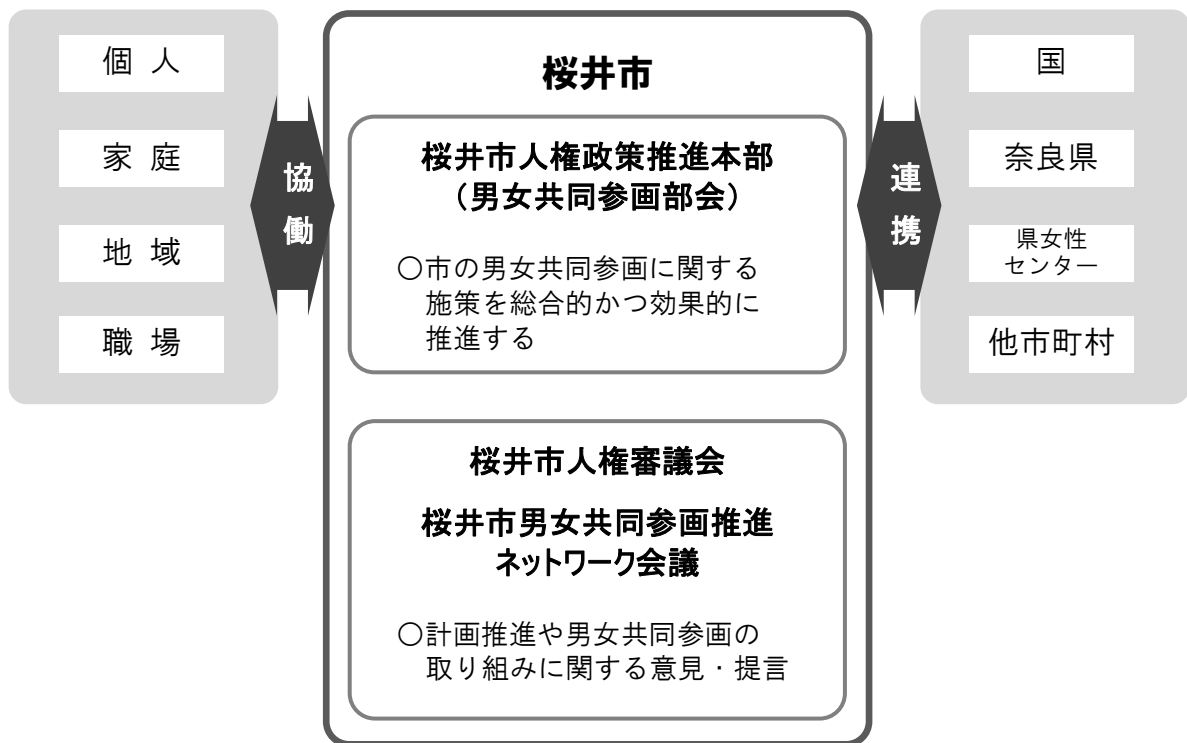 個 人
家 庭
地 域
職 場
協
働
桜井市
桜井市人権政策推進本部
（男女共同参画部会）
○市の男女共同参画に関する
施策を総合的かつ効果的に
推進する
桜井市人権審議会
桜井市男女共同参画推進
ネットワーク会議
○計画推進や男女共同参画の
取り組みに関する意見・提言
連
携
国
奈良県
県女性
センター
他市町村